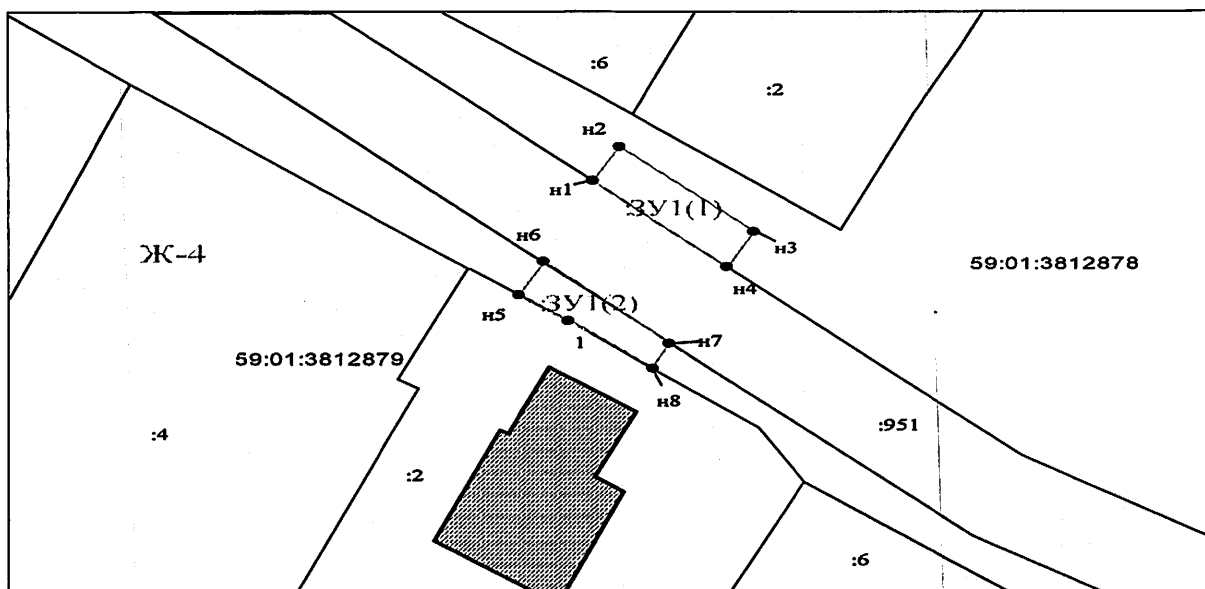 :6
:2
н2
н1
ЗУ1(1)
н3
н6
Ж-4
59:01:3812878
н4
ЗУ1(2)
н5
1
н7
59:01:3812879
н8
:951
:4
:2
:6